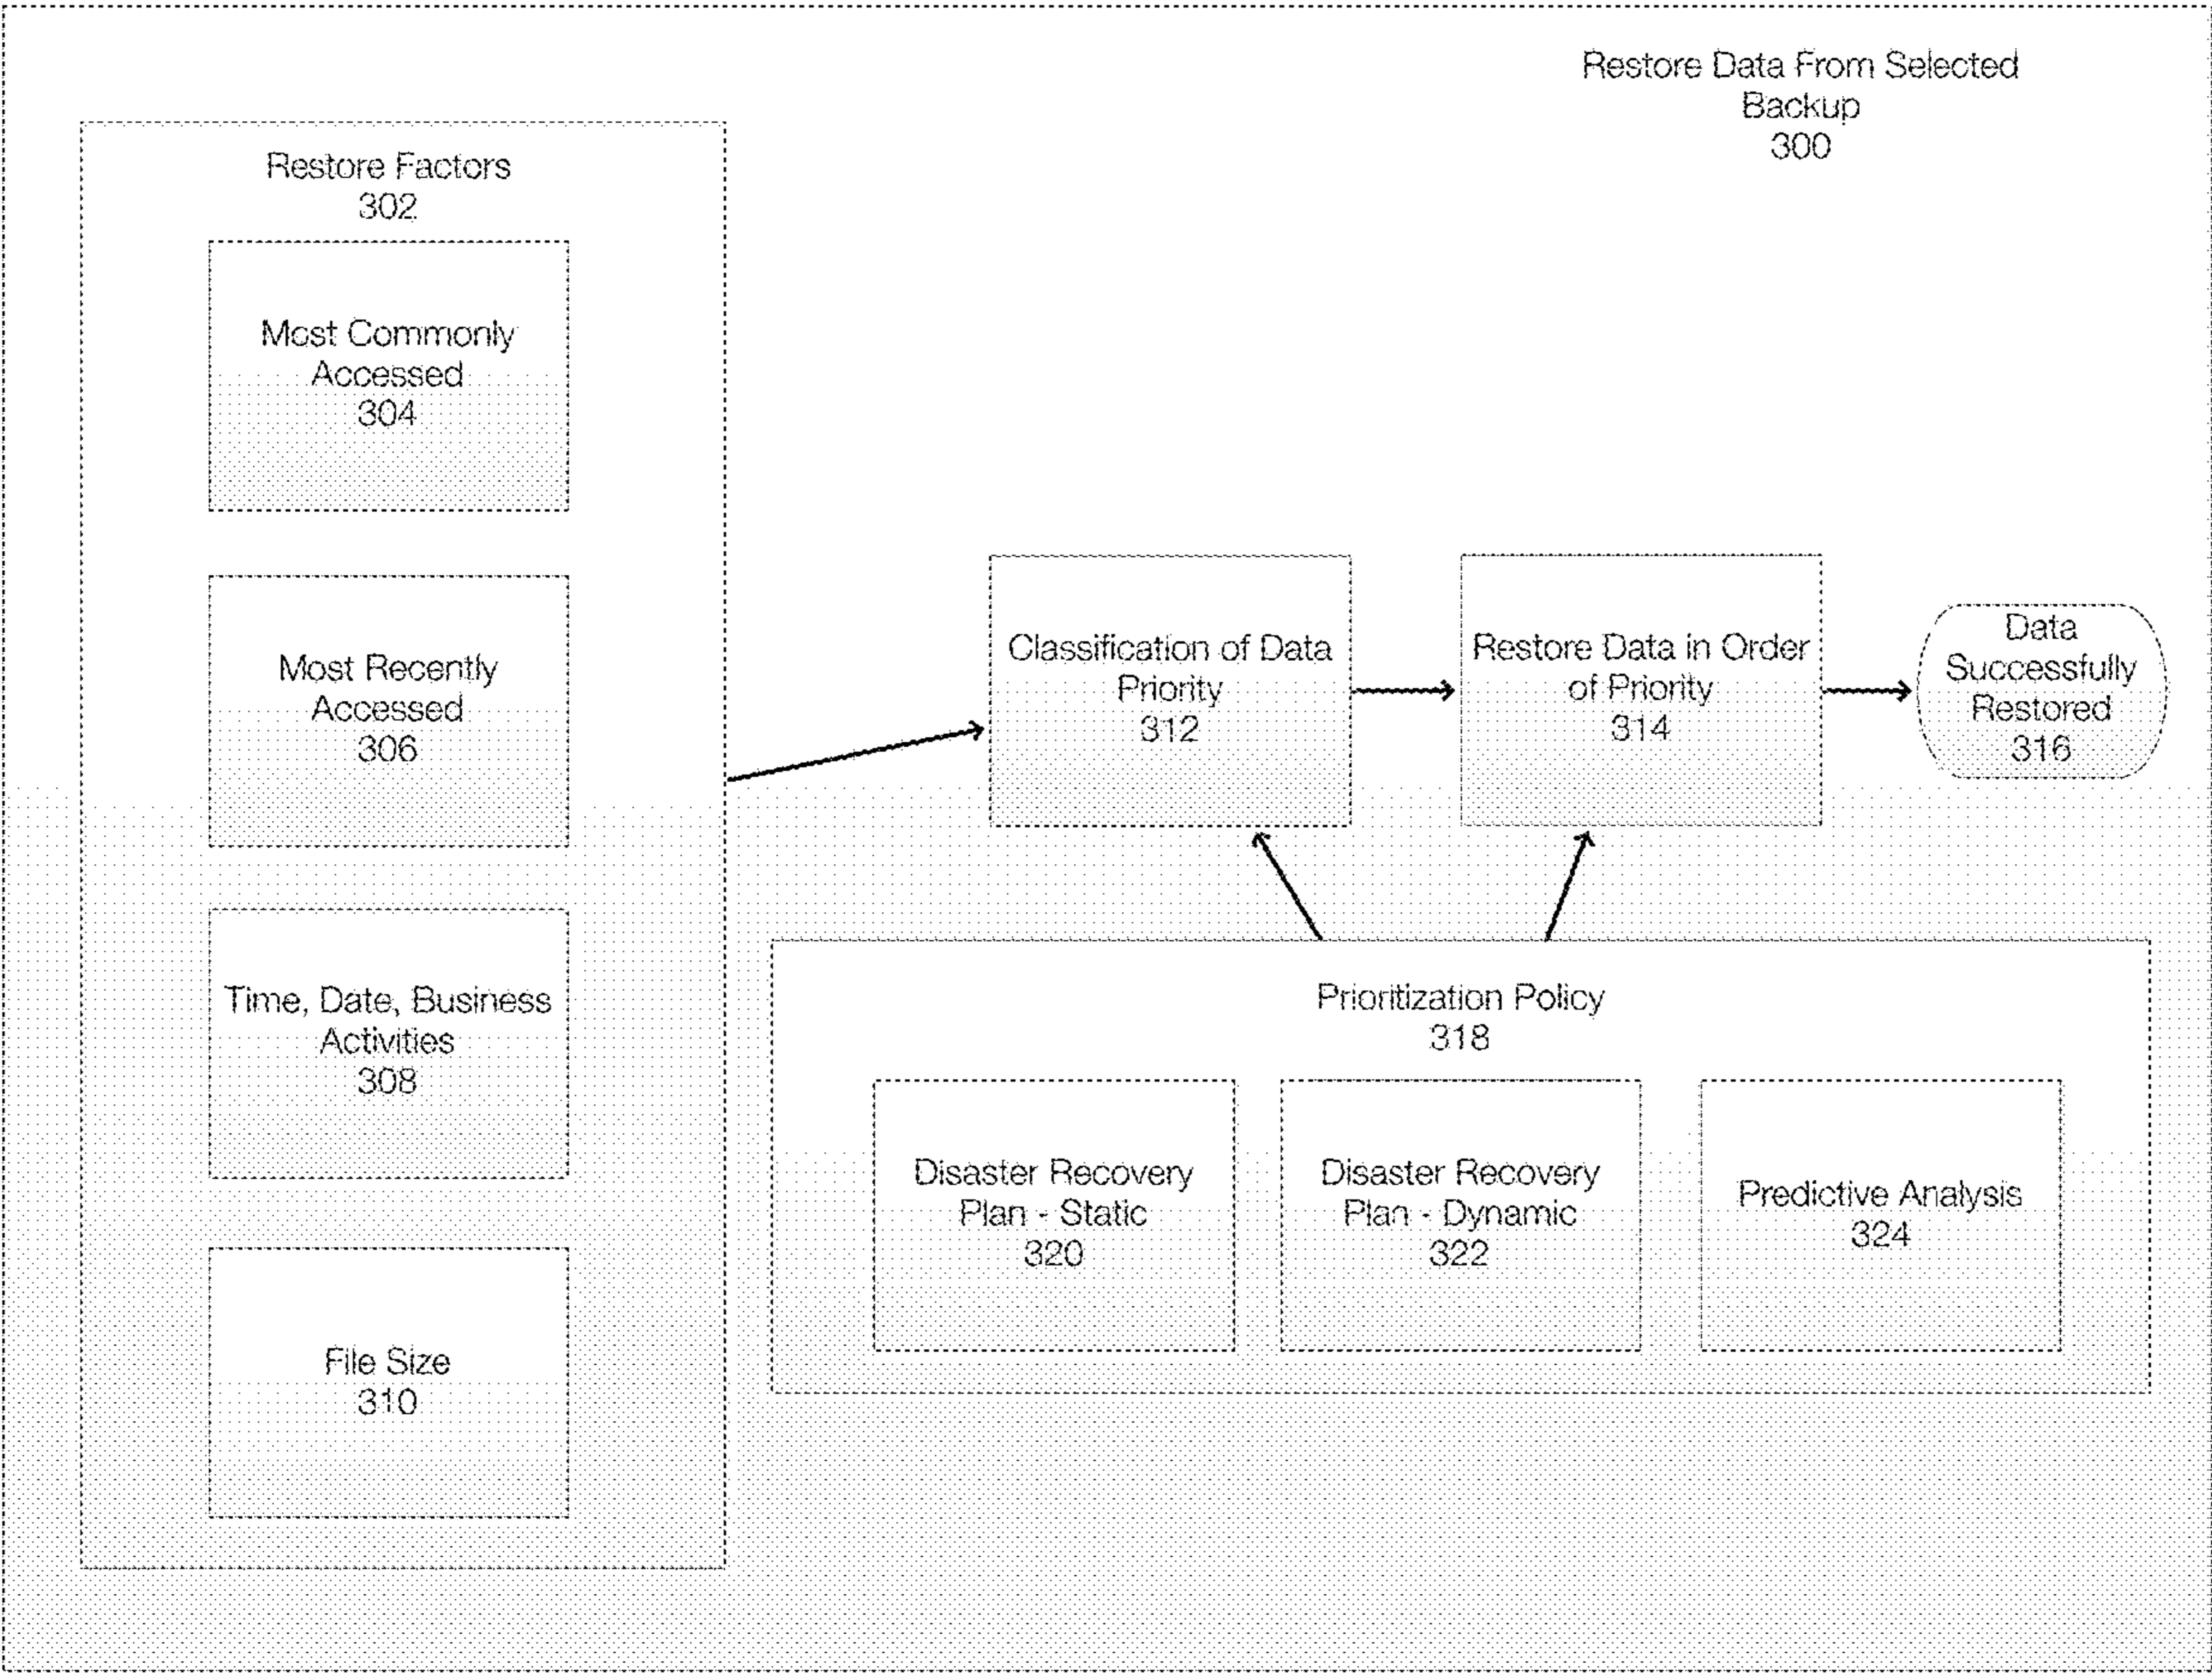 Restore Data From Selected
Backup
300
Restore Factors
302
Most Commonly
Accessed
304
Most Recently
Accessed
306
Time, Date, Business
Activities
308
File Size
310
Classification of Data
Priority
312
Restore Data in Order
of Priority
314
Data
Successfully
Restored
316
Prioritization Policy
318
Disaster Recovery
Plan - Static
320
Disaster Recovery
Plan - Dynamic
322
Predictive Analysis
324